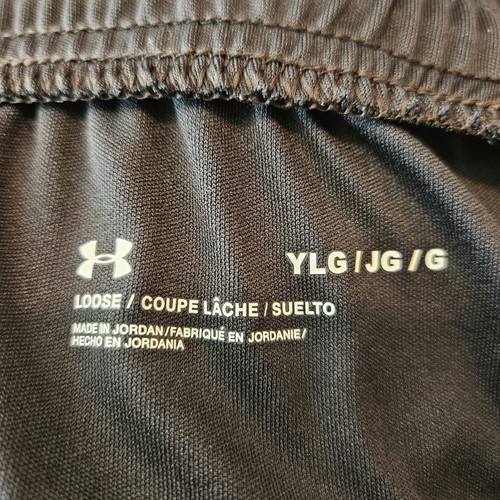 YLG / JG / G
LOOSE / COUPE LÂCHE / SUELTO
MADE IN JORDAN/FABRIQUÉ EN JORDANIE/
HECHO EN JORDANIA